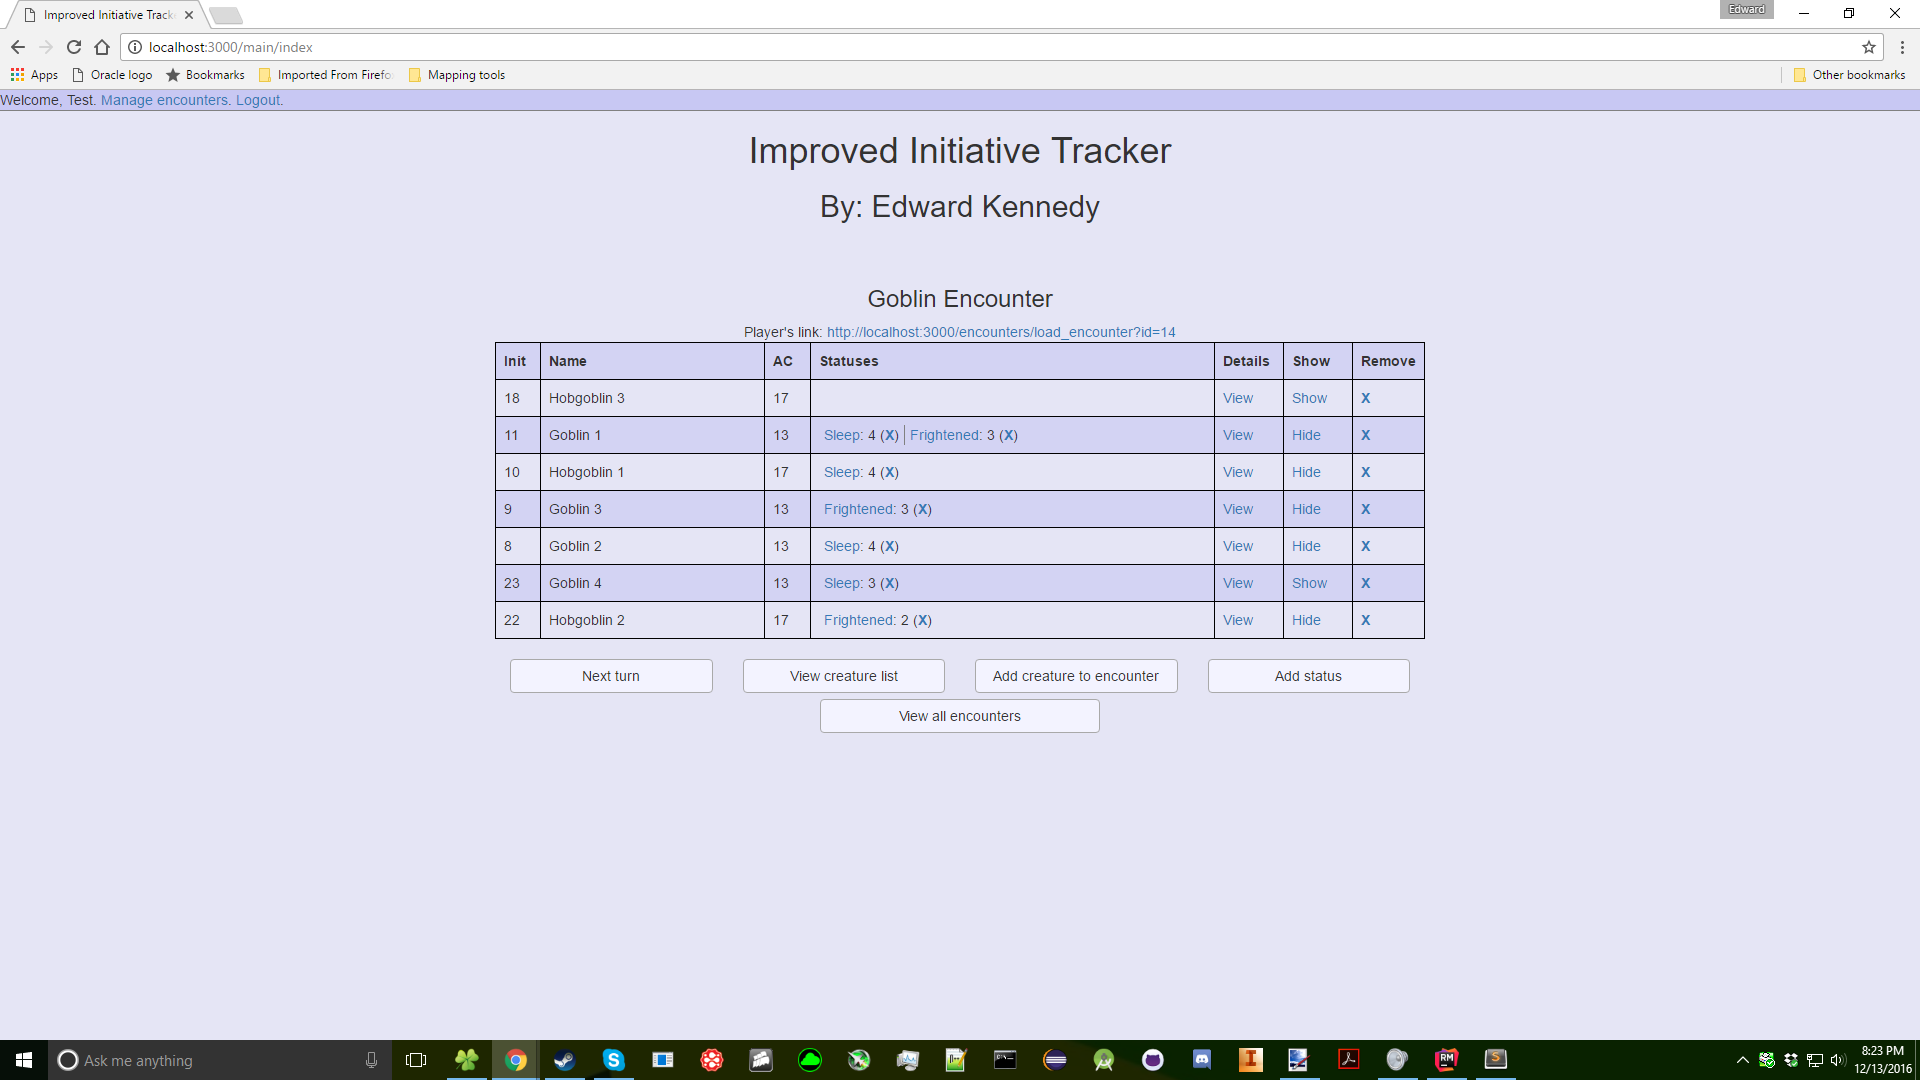 Improved Initiative Track
Edward
localhost:3000/main/index
Apps Oracle logo Bookmarks Imported From Firefo Mapping tools Other bookmarks
Welcome, Test. Manage encounters. Logout.
Improved Initiative Tracker
By: Edward Kennedy
Goblin Encounter
Player's link: http://localhost:3000/encounters/load_encounter?id=14
Init Name AC Statuses Details Show Remove
18 Hobgoblin 3 17 View Show X
11 Goblin 1 13 Sleep: 4 (X) Frightened: 3 (X) View Hide X
10 Hobgoblin 1 17 Sleep: 4 (X) View Hide X
9 Goblin 3 13 Frightened: 3 (X) View Hide X
8 Goblin 2 13 Sleep: 4 (X) View Hide X
23 Goblin 4 13 Sleep: 3 (X) View Show X
22 Hobgoblin 2 17 Frightened: 2 (X) View Hide X
Next turn View creature list Add creature to encounter Add status
View all encounters
Ask me anything
8:23 PM
12/13/2016